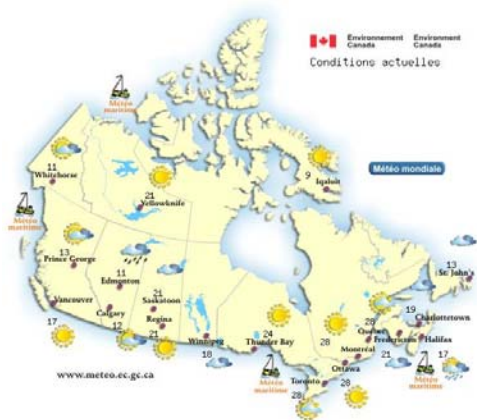 Environnement
Canada
Environment
Canada
Conditions actuelles
Météo
maritime
11
Whitehorse
21
Yellowknife
9
Iqaluit
Météo mondiale
Météo
maritime
13
Prince George
11
Edmonton
21
Saskatoon
13
St. John's
Vancouver
17
Calgary
12
Regina
21
Winnipeg
18
24
Thunder Bay
28
Québec
26
19
Charlottetown
Fredericton
Halifax
17
Montréal
21
Ottawa
28
Toronto
28
Météo
maritime
Météo
maritime
www.meteo.ec.gc.ca